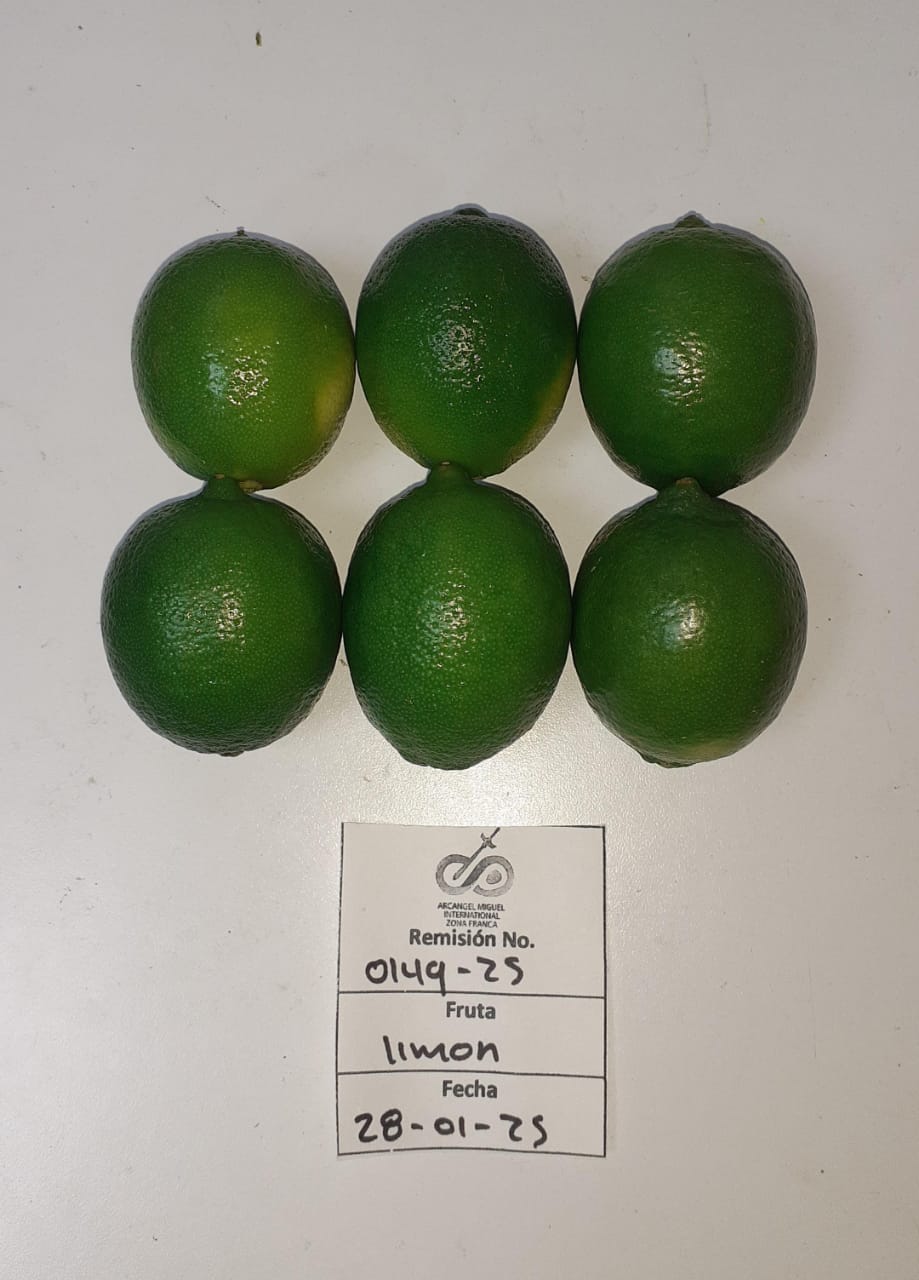 ARCANGEL MIGUEL
INTERNATIONAL
ZONA FRANCA
Remisión No.
0149-25
Fruta
limon
Fecha
28-01-25